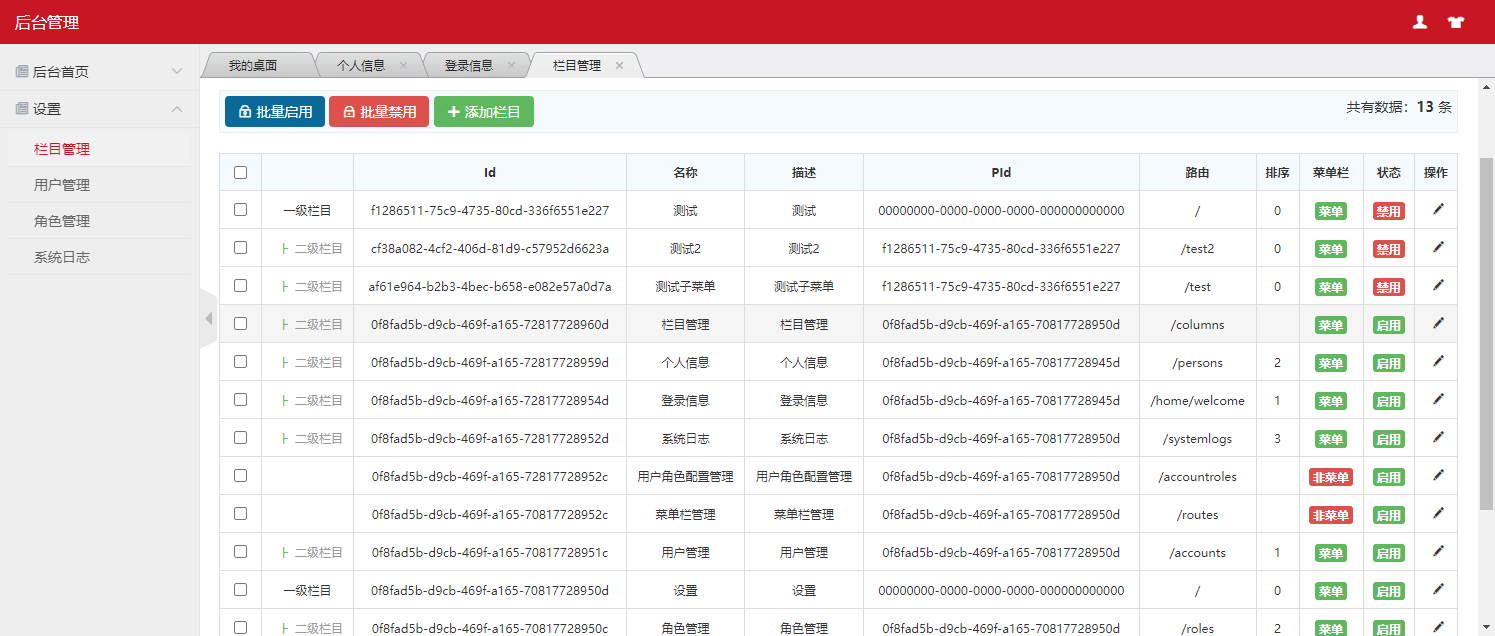 后台管理
后台首页
设置
栏目管理
用户管理
角色管理
系统日志
我的桌面 个人信息 登录信息 栏目管理
批量启用 批量禁用 添加栏目 共有数据：13 条
Id 名称 描述 PId 路由 排序 菜单栏 状态 操作
一级栏目 f1286511-75c9-4735-80cd-336f6551e227 测试 测试 00000000-0000-0000-0000-000000000000 / 0 菜单 禁用
├ 二级栏目 cf38a082-4cf2-406d-81d9-c57952d6623a 测试2 测试2 f1286511-75c9-4735-80cd-336f6551e227 /test2 0 菜单 禁用
├ 二级栏目 af61e964-b2b3-4bec-b658-e082e57a0d7a 测试子菜单 测试子菜单 f1286511-75c9-4735-80cd-336f6551e227 /test 0 菜单 禁用
├ 二级栏目 0f8fad5b-d9cb-469f-a165-72817728960d 栏目管理 栏目管理 0f8fad5b-d9cb-469f-a165-70817728950d /columns 菜单 启用
├ 二级栏目 0f8fad5b-d9cb-469f-a165-72817728959d 个人信息 个人信息 0f8fad5b-d9cb-469f-a165-70817728945d /persons 2 菜单 启用
├ 二级栏目 0f8fad5b-d9cb-469f-a165-72817728954d 登录信息 登录信息 0f8fad5b-d9cb-469f-a165-70817728945d /home/welcome 1 菜单 启用
├ 二级栏目 0f8fad5b-d9cb-469f-a165-72817728952d 系统日志 系统日志 0f8fad5b-d9cb-469f-a165-70817728950d /systemlogs 3 菜单 启用
0f8fad5b-d9cb-469f-a165-72817728952c 用户角色配置管理 用户角色配置管理 0f8fad5b-d9cb-469f-a165-70817728950d /accountroles 非菜单 启用
0f8fad5b-d9cb-469f-a165-70817728952c 菜单栏管理 菜单栏管理 0f8fad5b-d9cb-469f-a165-70817728950d /routes 非菜单 启用
├ 二级栏目 0f8fad5b-d9cb-469f-a165-70817728951c 用户管理 用户管理 0f8fad5b-d9cb-469f-a165-70817728950d /accounts 1 菜单 启用
一级栏目 0f8fad5b-d9cb-469f-a165-70817728950d 设置 设置 00000000-0000-0000-0000-000000000000 / 0 菜单 启用
├ 二级栏目 0f8fad5b-d9cb-469f-a165-70817728950c 角色管理 角色管理 0f8fad5b-d9cb-469f-a165-70817728950d /roles 2 菜单 启用